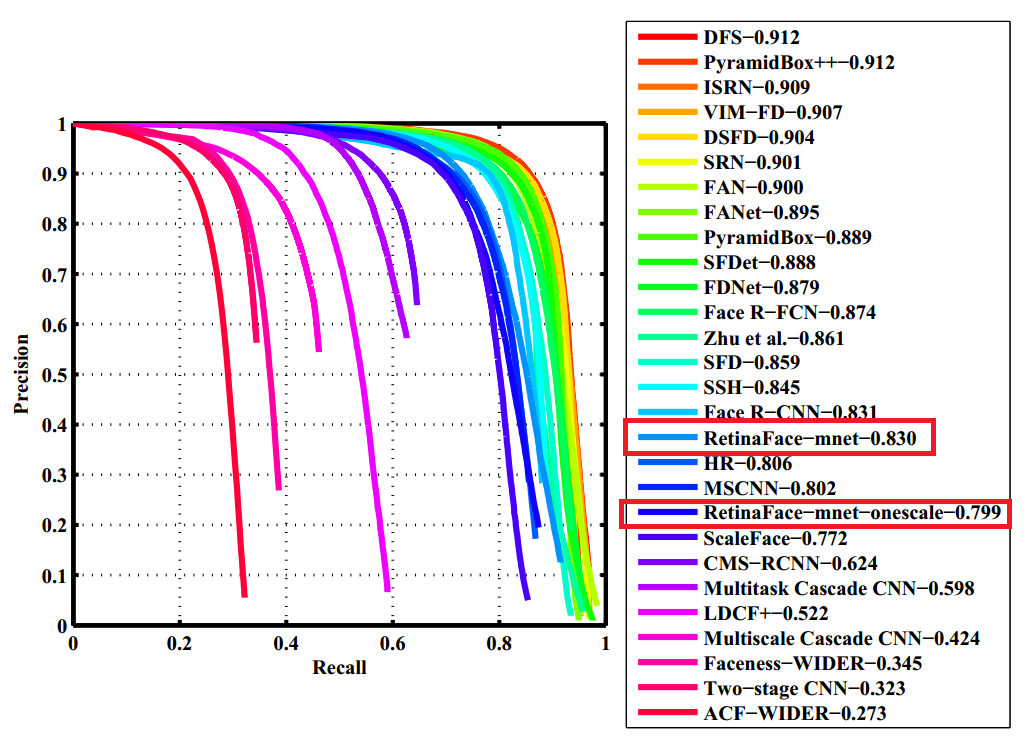 DFS−0.912
PyramidBox++−0.912
ISRN−0.909
VIM−FD−0.907
DSFD−0.904
SRN−0.901
FAN−0.900
FANet−0.895
PyramidBox−0.889
SFDet−0.888
FDNet−0.879
Face R−FCN−0.874
Zhu et al.−0.861
SFD−0.859
SSH−0.845
Face R−CNN−0.831
RetinaFace−mnet−0.830
HR−0.806
MSCNN−0.802
RetinaFace−mnet−onescale−0.799
ScaleFace−0.772
CMS−RCNN−0.624
Multitask Cascade CNN−0.598
LDCF+−0.522
Multiscale Cascade CNN−0.424
Faceness−WIDER−0.345
Two−stage CNN−0.323
ACF−WIDER−0.273
Precision
1
0.9
0.8
0.7
0.6
0.5
0.4
0.3
0.2
0.1
0
0 0.2 0.4 0.6 0.8 1
Recall